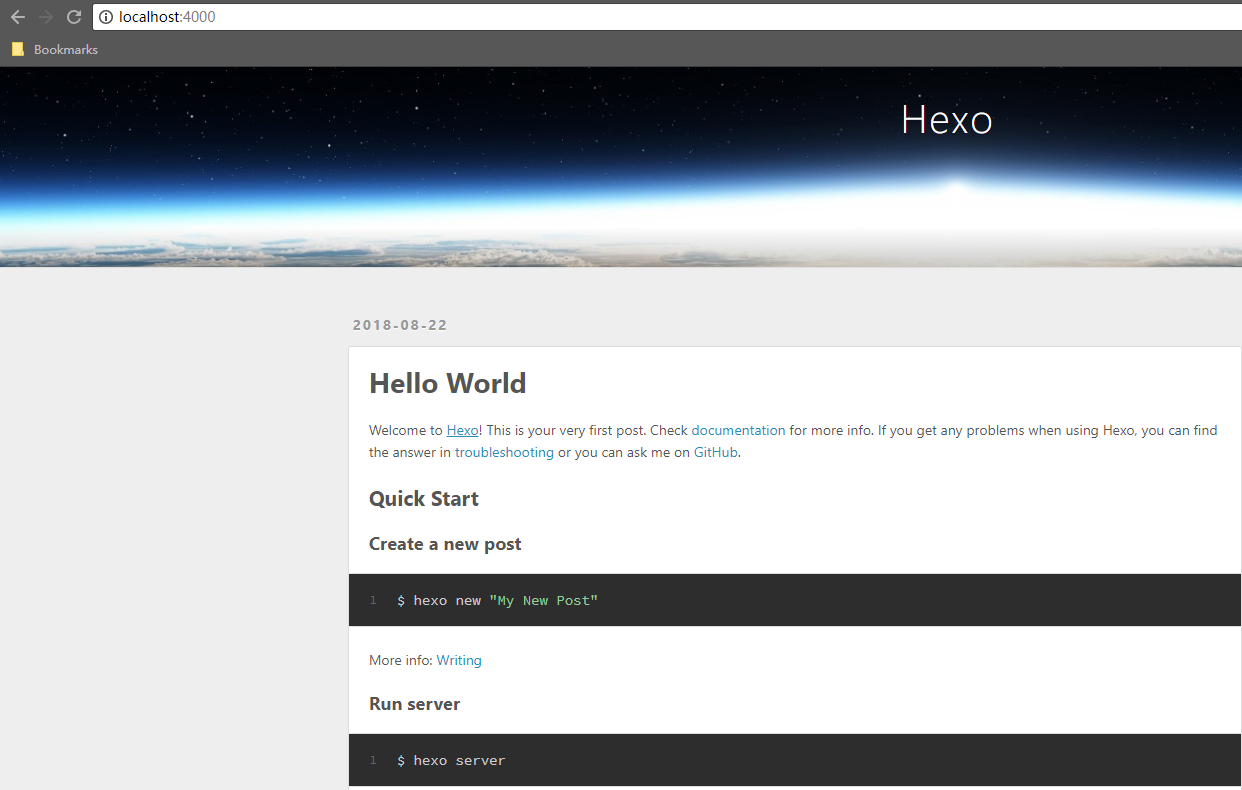 localhost:4000
Bookmarks
Hexo
2018-08-22
Hello World
Welcome to Hexo! This is your very first post. Check documentation for more info. If you get any problems when using Hexo, you can find
the answer in troubleshooting or you can ask me on GitHub.
Quick Start
Create a new post
1 $ hexo new "My New Post"
More info: Writing
Run server
1 $ hexo server